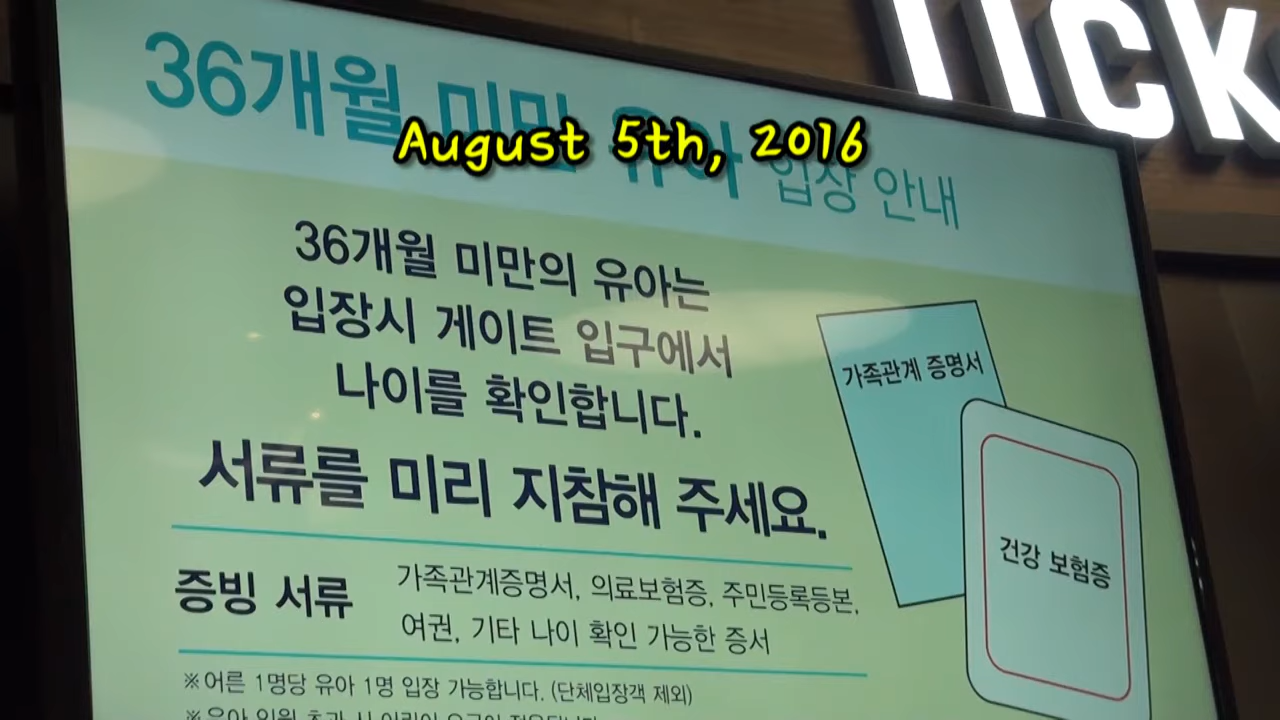 Tick
36개월 미만 유아 입장 안내
August 5th, 2016
36개월 미만의 유아는
입장시 게이트 입구에서
나이를 확인합니다.
서류를 미리 지참해 주세요.
가족관계 증명서
건강 보험증
증빙 서류
가족관계증명서, 의료보험증, 주민등록등본,
여권, 기타 나이 확인 가능한 증서
※어른 1명당 유아 1명 입장 가능합니다. (단체입장객 제외)